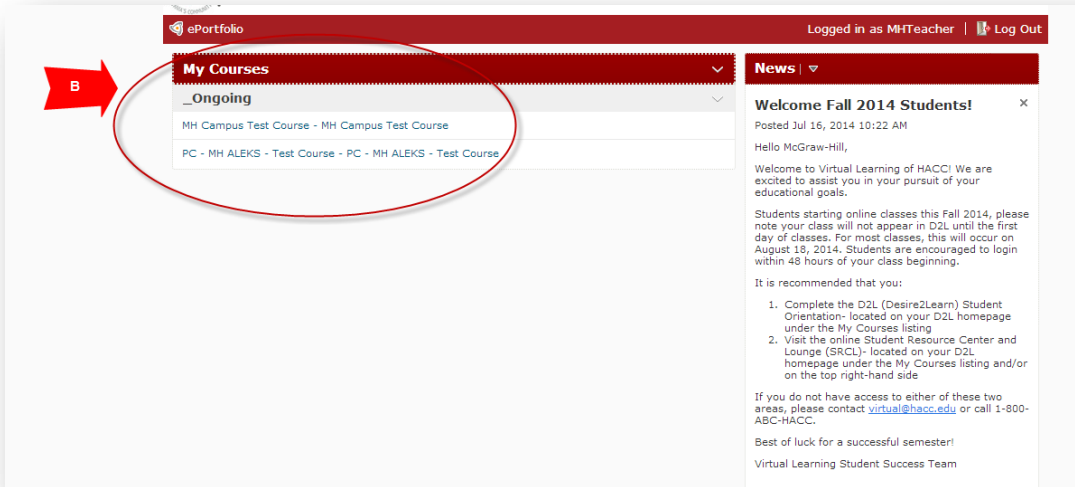 ePortfolio
Logged in as MHTeacher | Log Out
B
My Courses
_Ongoing
MH Campus Test Course - MH Campus Test Course
PC - MH ALEKS - Test Course - PC - MH ALEKS - Test Course
News |
Welcome Fall 2014 Students! ×
Posted Jul 16, 2014 10:22 AM
Hello McGraw-Hill,
Welcome to Virtual Learning of HACC! We are
excited to assist you in your pursuit of your
educational goals.
Students starting online classes this Fall 2014, please
note your class will not appear in D2L until the first
day of classes. For most classes, this will occur on
August 18, 2014. Students are encouraged to login
within 48 hours of your class beginning.
It is recommended that you:
1. Complete the D2L (Desire2Learn) Student
Orientation- located on your D2L homepage
under the My Courses listing
2. Visit the online Student Resource Center and
Lounge (SRCL)- located on your D2L
homepage under the My Courses listing and/or
on the top right-hand side
If you do not have access to either of these two
areas, please contact virtual@hacc.edu or call 1-800-
ABC-HACC.
Best of luck for a successful semester!
Virtual Learning Student Success Team